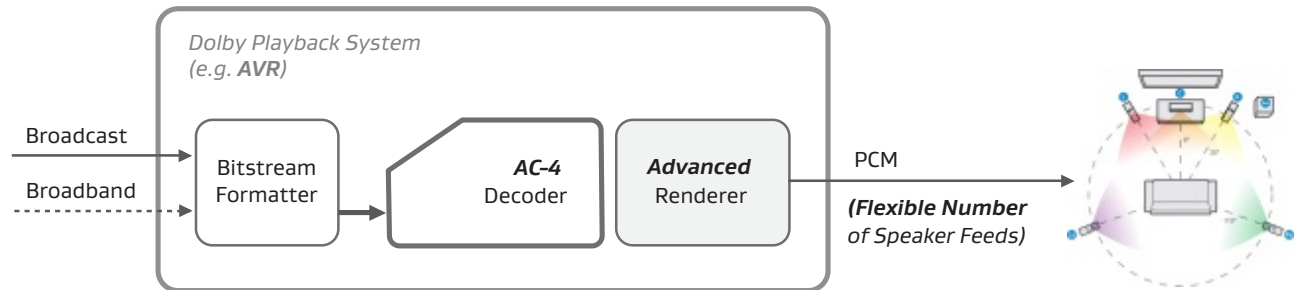 Dolby Playback System
(e.g. AVR)
Broadcast
Broadband
Bitstream
Formatter
AC-4
Decoder
Advanced
Renderer
PCM
(Flexible Number
of Speaker Feeds)